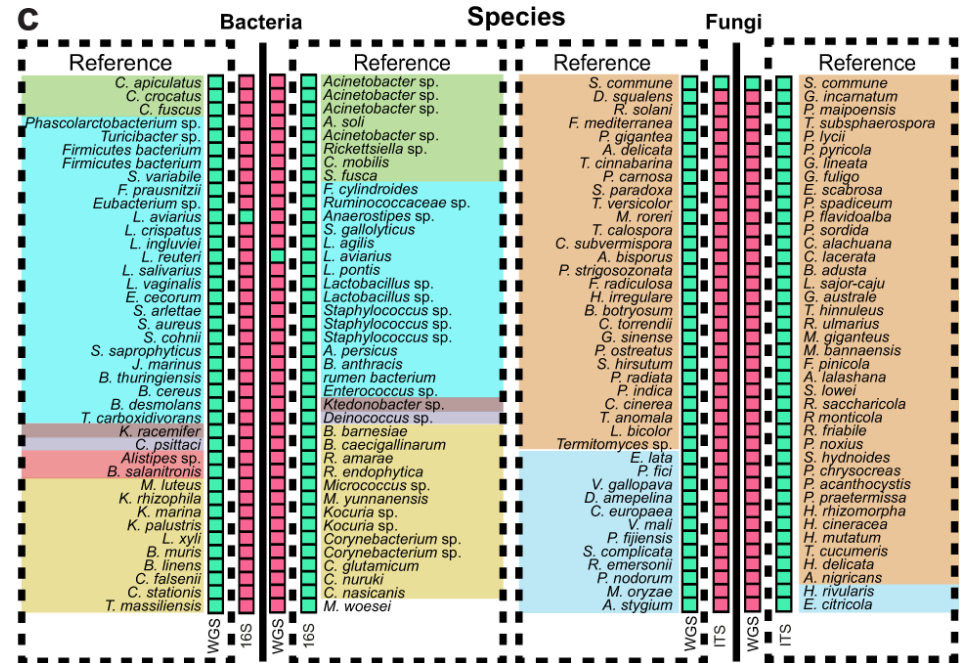 C
Species
Bacteria
Fungi
Reference
C. apiculatus
C. crocatus
C. fuscus
Phascolarctobacterium sp.
Turicibacter sp.
Firmicutes bacterium
Firmicutes bacterium
S. variabile
F. prausnitzii
Eubacterium sp.
L. aviarius
L. crispatus
L. ingluviei
L. reuteri
L. salivarius
L. vaginalis
E. cecorum
S. arlettae
S. aureus
S. cohnii
S. saprophyticus
J. marinus
B. thuringiensis
B. cereus
B. desmolans
T. carboxidivorans
K. racemifer
C. psittaci
Alistipes sp.
B. salanitronis
M. luteus
K. rhizophila
K. marina
K. palustris
L. xyli
B. muris
B. linens
C. falsenii
C. stationis
T. massiliensis
WGS
16S
WGS
16S
Reference
Acinetobacter sp.
Acinetobacter sp.
Acinetobacter sp.
A. soli
Acinetobacter sp.
Rickettsiella sp.
C. mobilis
S. fusca
F. cylindroides
Ruminococcaceae sp.
Anaerostipes sp.
S. gallolyticus
L. agilis
L. aviarius
L. pontis
Lactobacillus sp.
Lactobacillus sp.
Staphylococcus sp.
Staphylococcus sp.
Staphylococcus sp.
A. persicus
B. anthracis
rumen bacterium
Enterococcus sp.
Ktedonobacter sp.
Deinococcus sp.
B. barnesiae
B. caecigallinarum
R. amarae
R. endophytica
Micrococcus sp.
M. yunnanensis
Kocuria sp.
Kocuria sp.
Corynebacterium sp.
Corynebacterium sp.
C. glutamicum
C. nuruki
C. nasicanis
M. woesei
Reference
S. commune
D. squalens
R. solani
F. mediterranea
P. gigantea
A. delicata
T. cinnabarina
P. carnosa
S. paradoxa
T. versicolor
M. roreri
T. calospora
C. subvermispora
A. bisporus
P. strigosozonata
F. radiculosa
H. irregulare
B. botryosum
C. torrendii
G. sinense
P. ostreatus
S. hirsutum
P. radiata
P. indica
C. cinerea
T. anomala
L. bicolor
Termitomyces sp.
E. lata
P. fici
V. gallopava
D. amepelina
C. europaea
V. mali
P. fijiensis
S. complicata
R. emersonii
P. nodorum
M. oryzae
A. stygium
WGS
ITS
WGS
ITS
Reference
S. commune
G. incarnatum
P. maipoensis
T. subsphaerospora
P. lycii
P. pyricola
G. lineata
G. fuligo
E. scabrosa
P. spadiceum
P. flavidoalba
P. sordida
C. alachuana
C. lacerata
B. adusta
L. sajor-caju
G. australe
T. hinnuleus
R. ulmarius
M. giganteus
M. bannaensis
F. pinicola
A. lalashana
S. lowei
R. saccharicola
R. monticola
R. friabile
P. noxius
S. hydnoides
P. chrysocreas
P. acanthocystis
P. praetermissa
H. rhizomorpha
H. cineracea
H. mutatum
T. cucumeris
H. delicata
A. nigricans
H. rivularis
E. citricola